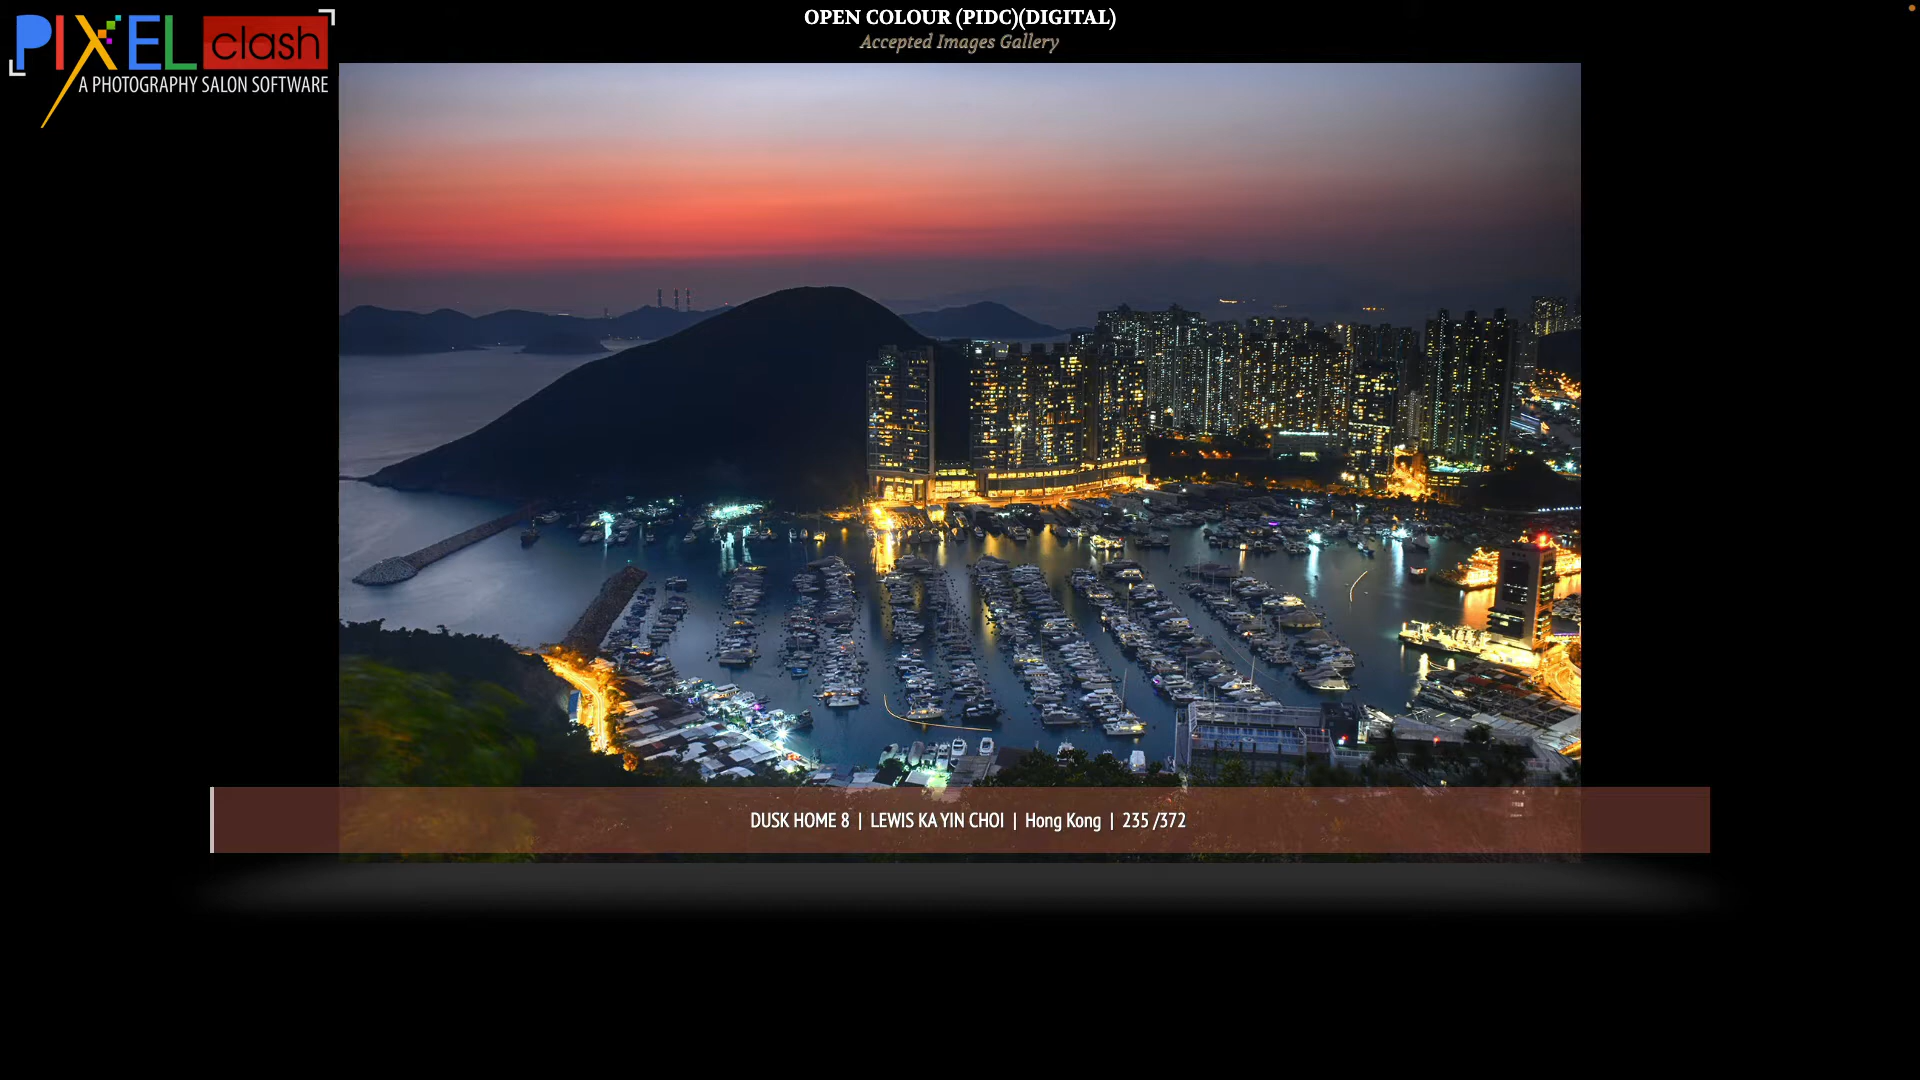 OPEN COLOUR (PIDC)(DIGITAL)
Accepted Images Gallery
PIXEL clash
A PHOTOGRAPHY SALON SOFTWARE
DUSK HOME 8 | LEWIS KA YIN CHOI | Hong Kong | 235 /372